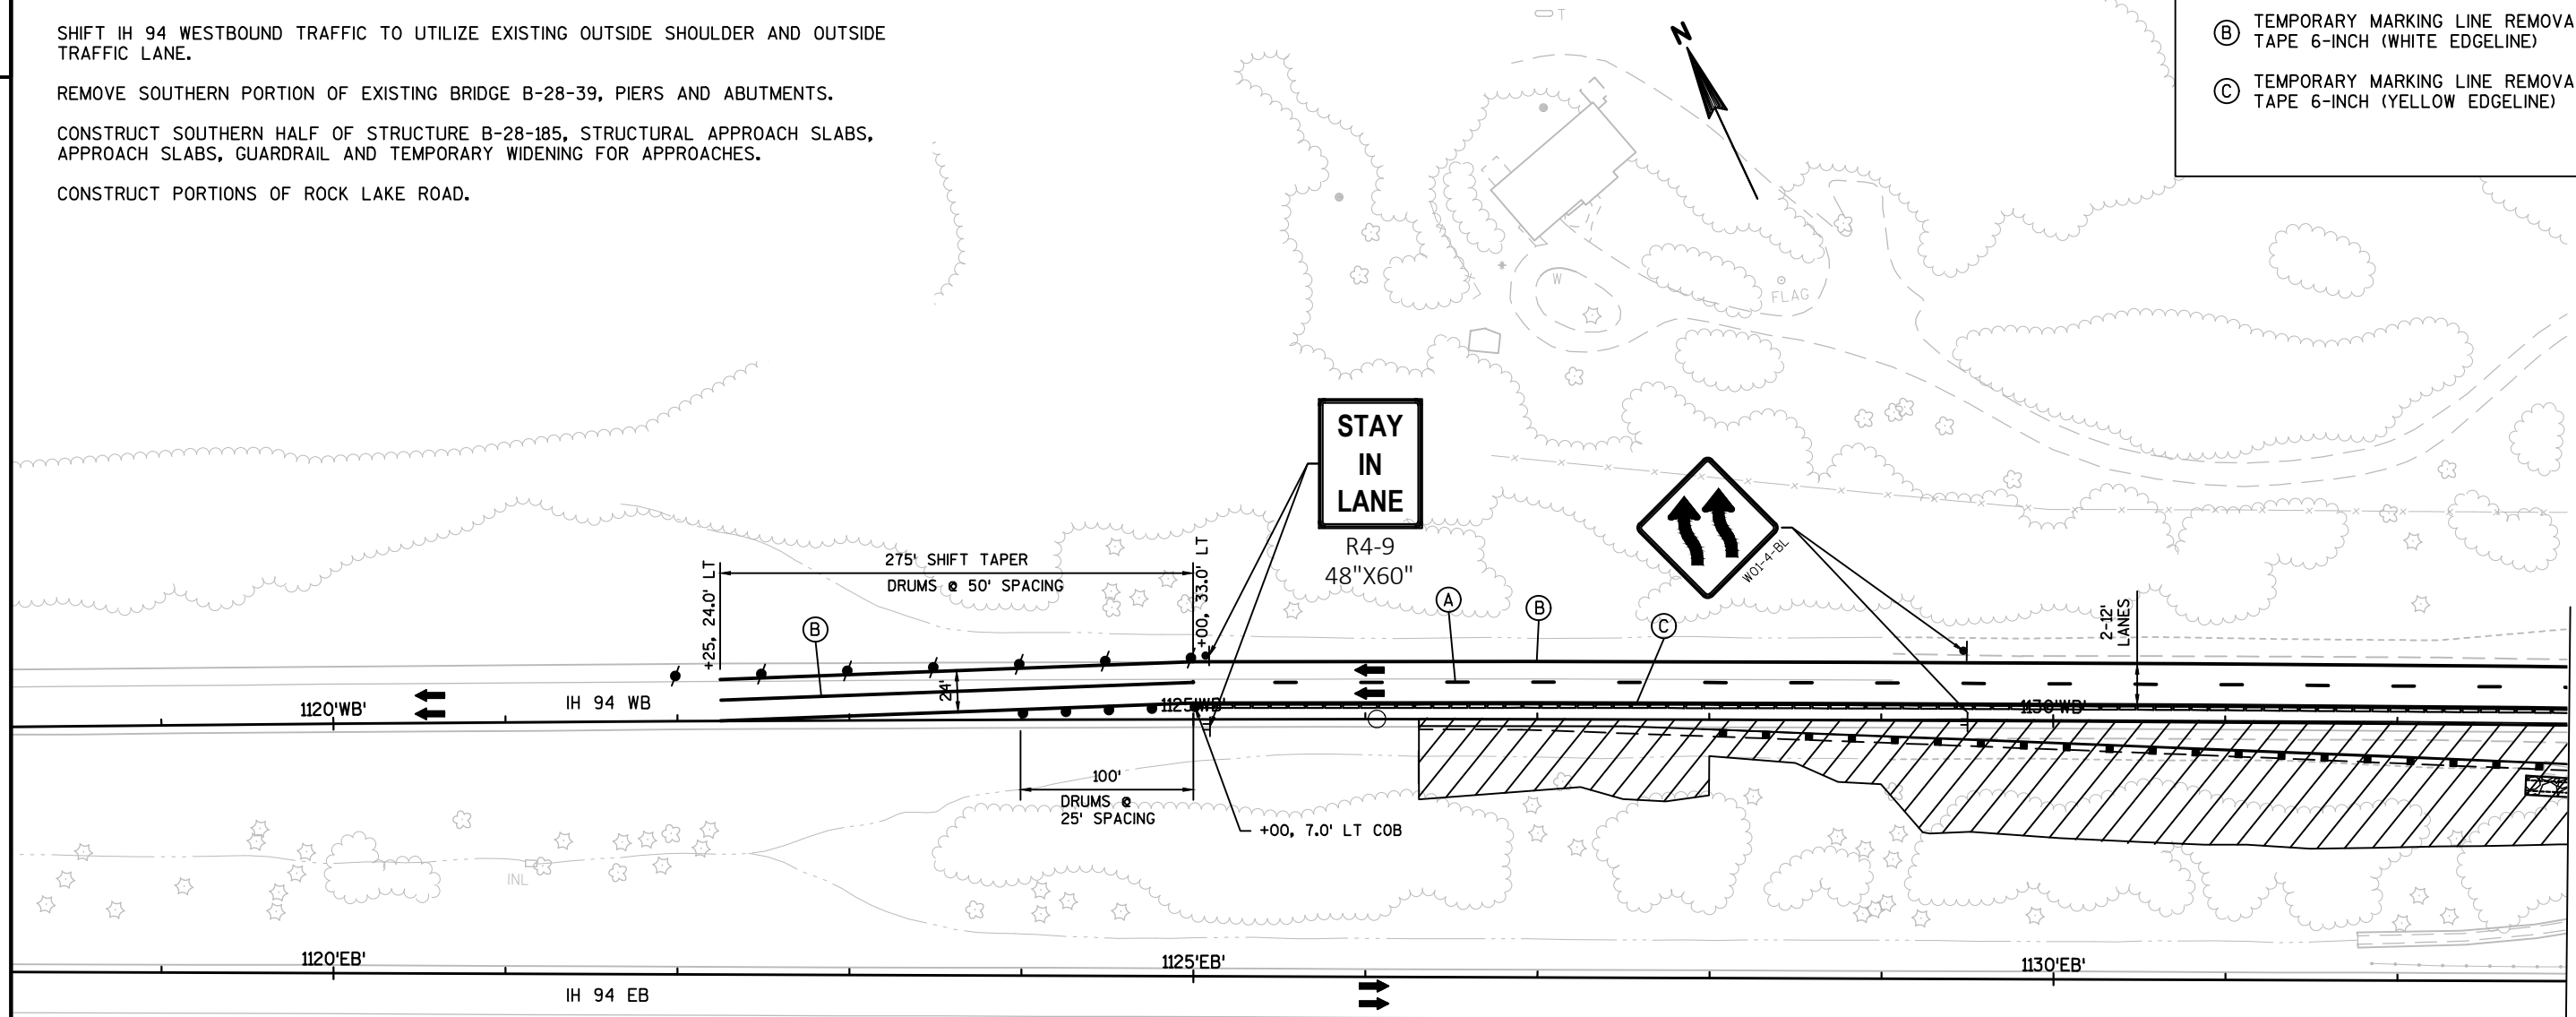 SHIFT IH 94 WESTBOUND TRAFFIC TO UTILIZE EXISTING OUTSIDE SHOULDER AND OUTSIDE
TRAFFIC LANE.
REMOVE SOUTHERN PORTION OF EXISTING BRIDGE B-28-39, PIERS AND ABUTMENTS.
CONSTRUCT SOUTHERN HALF OF STRUCTURE B-28-185, STRUCTURAL APPROACH SLABS,
APPROACH SLABS, GUARDRAIL AND TEMPORARY WIDENING FOR APPROACHES.
CONSTRUCT PORTIONS OF ROCK LAKE ROAD.
T
N
B TEMPORARY MARKING LINE REMOVA
TAPE 6-INCH (WHITE EDGELINE)
C TEMPORARY MARKING LINE REMOVA
TAPE 6-INCH (YELLOW EDGELINE)
W
FLAG
STAY
IN
LANE
R4-9
48"X60"
WO1-4-BL
275' SHIFT TAPER
DRUMS @ 50' SPACING
+25, 24.0' LT
+00, 33.0' LT
A
B
C
B
2-12'
LANES
24'
1120'WB'
IH 94 WB
1125'WB'
1130'WB'
100'
DRUMS @
25' SPACING
+00, 7.0' LT COB
INL
1120'EB'
1125'EB'
1130'EB'
IH 94 EB